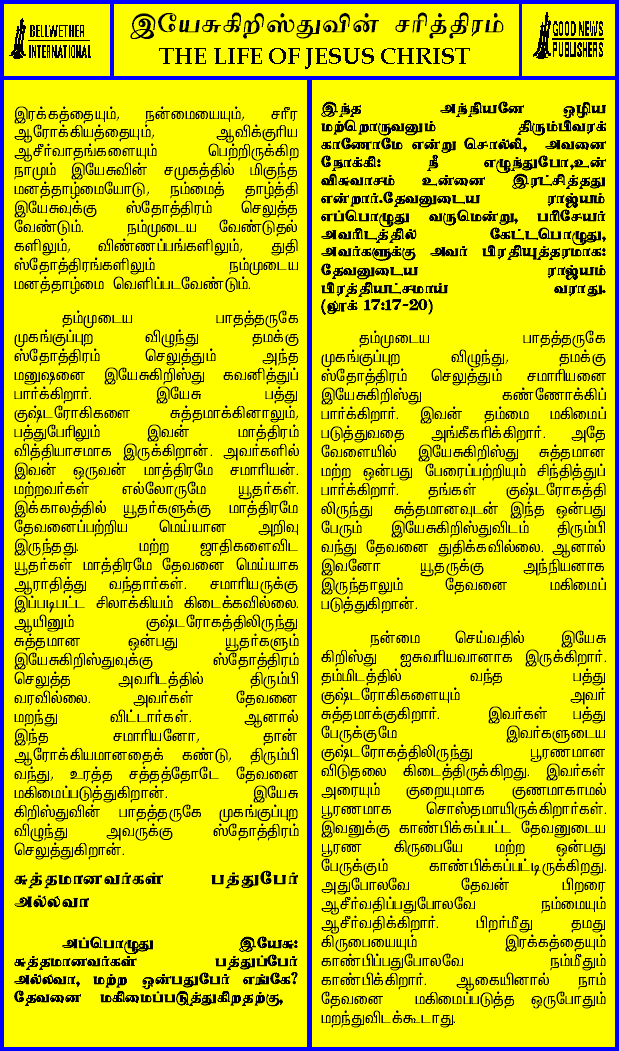 BELLWETHER
INTERNATIONAL
இயேசுகிறிஸ்துவின் சரித்திரம்
THE LIFE OF JESUS CHRIST
GOOD NEWS
PUBLISHERS
இரக்கத்தையும், நன்மையையும், சரீர
ஆரோக்கியத்தையும், ஆவிக்குரிய
ஆசீர்வாதங்களையும் பெற்றிருக்கிற
நாமும் இயேசுவின் சமுகத்தில் மிகுந்த
மனத்தாழ்மையோடு, நம்மைத் தாழ்த்தி
இயேசுவுக்கு ஸ்தோத்திரம் செலுத்த
வேண்டும். நம்முடைய வேண்டுதல்
களிலும், விண்ணப்பங்களிலும், துதி
ஸ்தோத்திரங்களிலும் நம்முடைய
மனத்தாழ்மை வெளிப்படவேண்டும்.
தம்முடைய பாதத்தருகே
முகங்குப்புற விழுந்து தமக்கு
ஸ்தோத்திரம் செலுத்தும் அந்த
மனுஷனை இயேசுகிறிஸ்து கவனித்துப்
பார்க்கிறார். இயேசு பத்து
குஷ்டரோகிகளை சுத்தமாக்கினாலும்,
பத்துபேரிலும் இவன் மாத்திரம்
வித்தியாசமாக இருக்கிறான். அவர்களில்
இவன் ஒருவன் மாத்திரமே சமாரியன்.
மற்றவர்கள் எல்லோருமே யூதர்கள்.
இக்காலத்தில் யூதர்களுக்கு மாத்திரமே
தேவனைப்பற்றிய மெய்யான அறிவு
இருந்தது. மற்ற ஜாதிகளைவிட
யூதர்கள் மாத்திரமே தேவனை மெய்யாக
ஆராதித்து வந்தார்கள். சமாரியருக்கு
இப்படிபட்ட சிலாக்கியம் கிடைக்கவில்லை.
ஆயினும் குஷ்டரோகத்திலிருந்து
சுத்தமான ஒன்பது யூதர்களும்
இயேசுகிறிஸ்துவுக்கு ஸ்தோத்திரம்
செலுத்த அவரிடத்தில் திரும்பி
வரவில்லை. அவர்கள் தேவனை
மறந்து விட்டார்கள். ஆனால்
இந்த சமாரியனோ, தான்
ஆரோக்கியமானதைக் கண்டு, திரும்பி
வந்து, உரத்த சத்தத்தோடே தேவனை
மகிமைப்படுத்துகிறான். இயேசு
கிறிஸ்துவின் பாதத்தருகே முகங்குப்புற
விழுந்து அவருக்கு ஸ்தோத்திரம்
செலுத்துகிறான்.
சுத்தமானவர்கள் பத்துபேர்
அல்லவா
அப்பொழுது இயேசு:
சுத்தமானவர்கள் பத்துப்பேர்
அல்லவா, மற்ற ஒன்பதுபேர் எங்கே?
தேவனை மகிமைப்படுத்துகிறதற்கு,
இந்த அந்நியனே ஒழிய
மற்றொருவனும் திரும்பிவரக்
காணோமே என்று சொல்லி, அவனை
நோக்கி: நீ எழுந்துபோ,உன்
விசுவாசம் உன்னை இரட்சித்தது
என்றார்.தேவனுடைய ராஜ்யம்
எப்பொழுது வருமென்று, பரிசேயர்
அவரிடத்தில் கேட்டபொழுது,
அவர்களுக்கு அவர் பிரதியுத்தரமாக:
தேவனுடைய ராஜ்யம்
பிரத்தியட்சமாய் வராது.
(லூக் 17:17-20)
தம்முடைய பாதத்தருகே
முகங்குப்புற விழுந்து, தமக்கு
ஸ்தோத்திரம் செலுத்தும் சமாரியனை
இயேசுகிறிஸ்து கண்ணோக்கிப்
பார்க்கிறார். இவன் தம்மை மகிமைப்
படுத்துவதை அங்கீகரிக்கிறார். அதே
வேளையில் இயேசுகிறிஸ்து சுத்தமான
மற்ற ஒன்பது பேரைப்பற்றியும் சிந்தித்துப்
பார்க்கிறார். தங்கள் குஷ்டரோகத்தி
லிருந்து சுத்தமானவுடன் இந்த ஒன்பது
பேரும் இயேசுகிறிஸ்துவிடம் திரும்பி
வந்து தேவனை துதிக்கவில்லை. ஆனால்
இவனோ யூதருக்கு அந்நியனாக
இருந்தாலும் தேவனை மகிமைப்
படுத்துகிறான்.
நன்மை செய்வதில் இயேசு
கிறிஸ்து ஐசுவரியவானாக இருக்கிறார்.
தம்மிடத்தில் வந்த பத்து
குஷ்டரோகிகளையும் அவர்
சுத்தமாக்குகிறார். இவர்கள் பத்து
பேருக்குமே இவர்களுடைய
குஷ்டரோகத்திலிருந்து பூரணமான
விடுதலை கிடைத்திருக்கிறது. இவர்கள்
அரையும் குறையுமாக குணமாகாமல்
பூரணமாக சொஸ்தமாயிருக்கிறார்கள்.
இவனுக்கு காண்பிக்கப்பட்ட தேவனுடைய
பூரண கிருபையே மற்ற ஒன்பது
பேருக்கும் காண்பிக்கப்பட்டிருக்கிறது.
அதுபோலவே தேவன் பிறரை
ஆசீர்வதிப்பதுபோலவே நம்மையும்
ஆசீர்வதிக்கிறார். பிறர்மீது தமது
கிருபையையும் இரக்கத்தையும்
காண்பிப்பதுபோலவே நம்மீதும்
காண்பிக்கிறார். ஆகையினால் நாம்
தேவனை மகிமைப்படுத்த ஒருபோதும்
மறந்துவிடக்கூடாது.